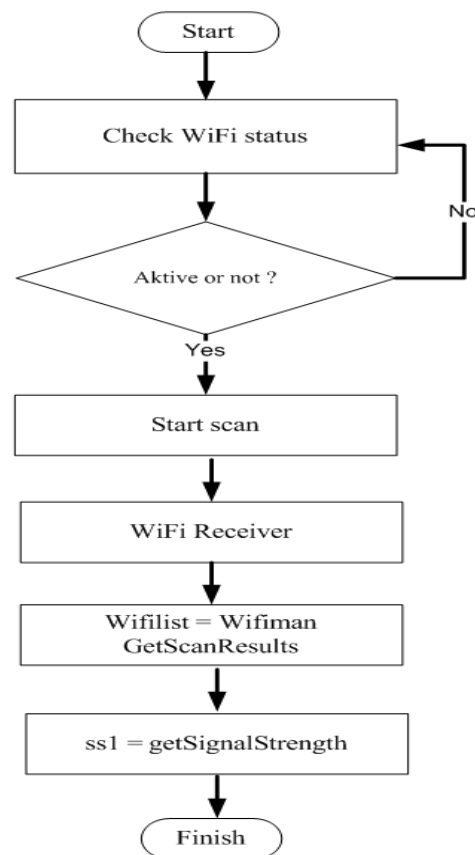 Start
Check WiFi status
No
Aktive or not ?
Yes
Start scan
WiFi Receiver
Wifilist = Wifiman
GetScanResults
ss1 = getSignalStrength
Finish